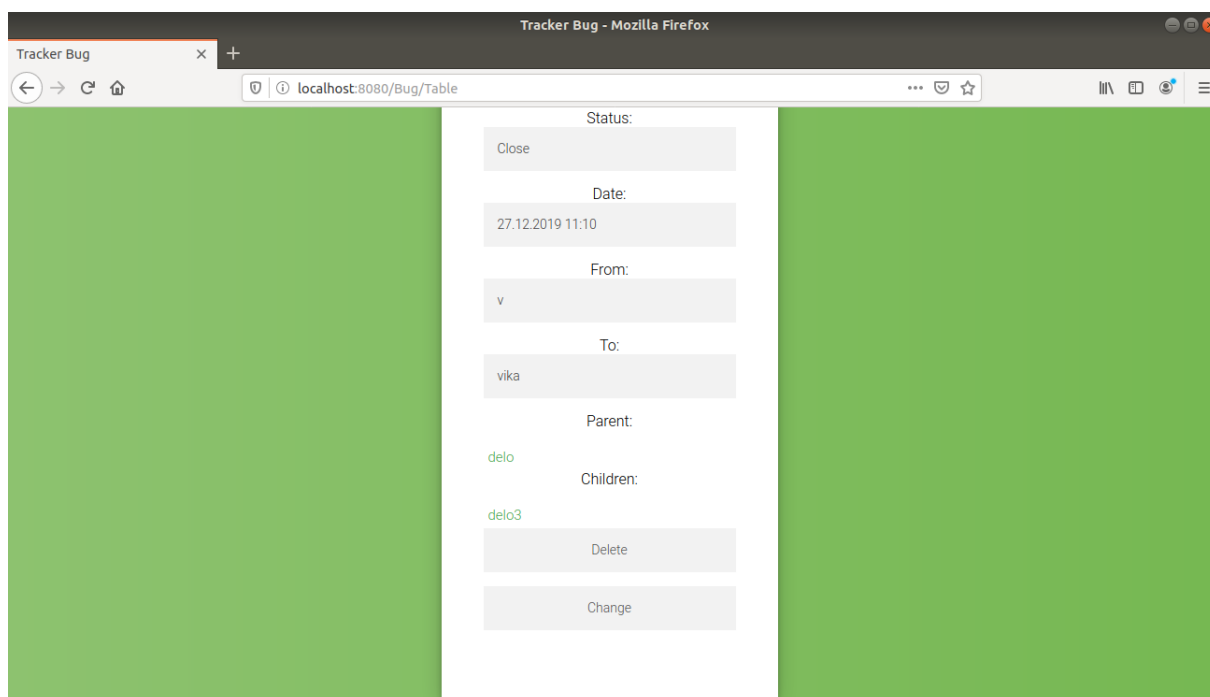 Tracker Bug - Mozilla Firefox
Tracker Bug
localhost:8080/Bug/Table
Status:
Close
Date:
27.12.2019 11:10
From:
v
To:
vika
Parent:
delo
Children:
delo3
Delete
Change